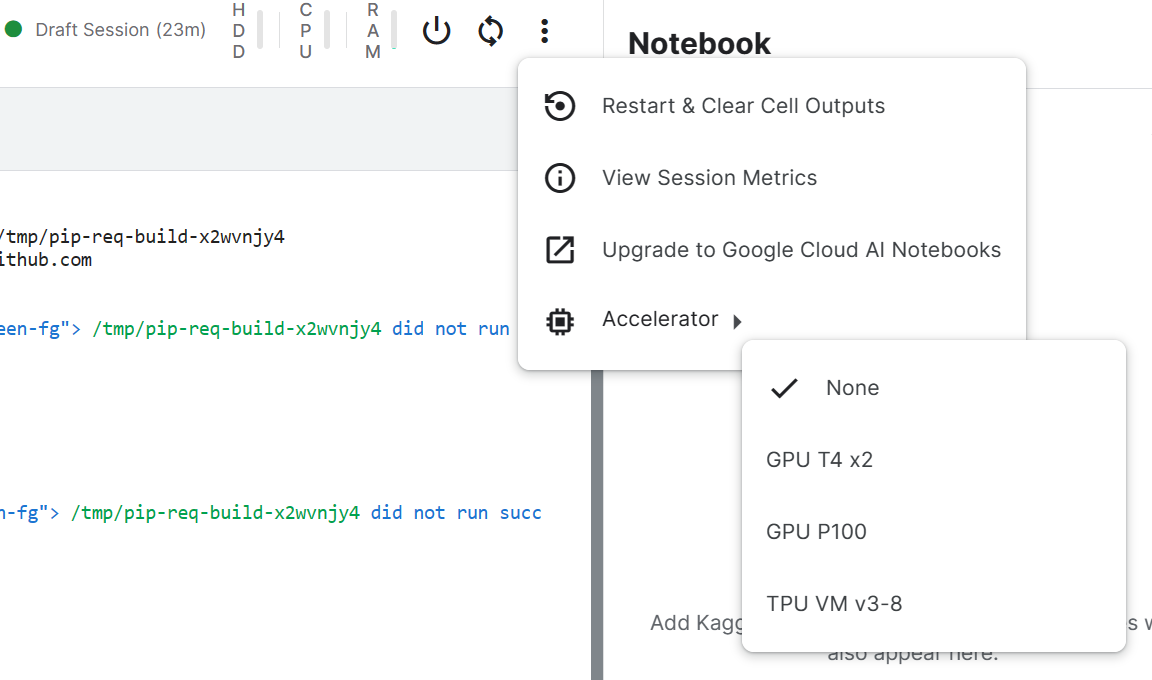 Draft Session (23m)
HDD
CPU
RAM
Notebook
Restart & Clear Cell Outputs
View Session Metrics
Upgrade to Google Cloud AI Notebooks
Accelerator
None
GPU T4 x2
GPU P100
TPU VM v3-8
/tmp/pip-req-build-x2wvnjy4
ithub.com
een-fg"> /tmp/pip-req-build-x2wvnjy4 did not run
n-fg"> /tmp/pip-req-build-x2wvnjy4 did not run succ
Add Kagg s w
also appear here.